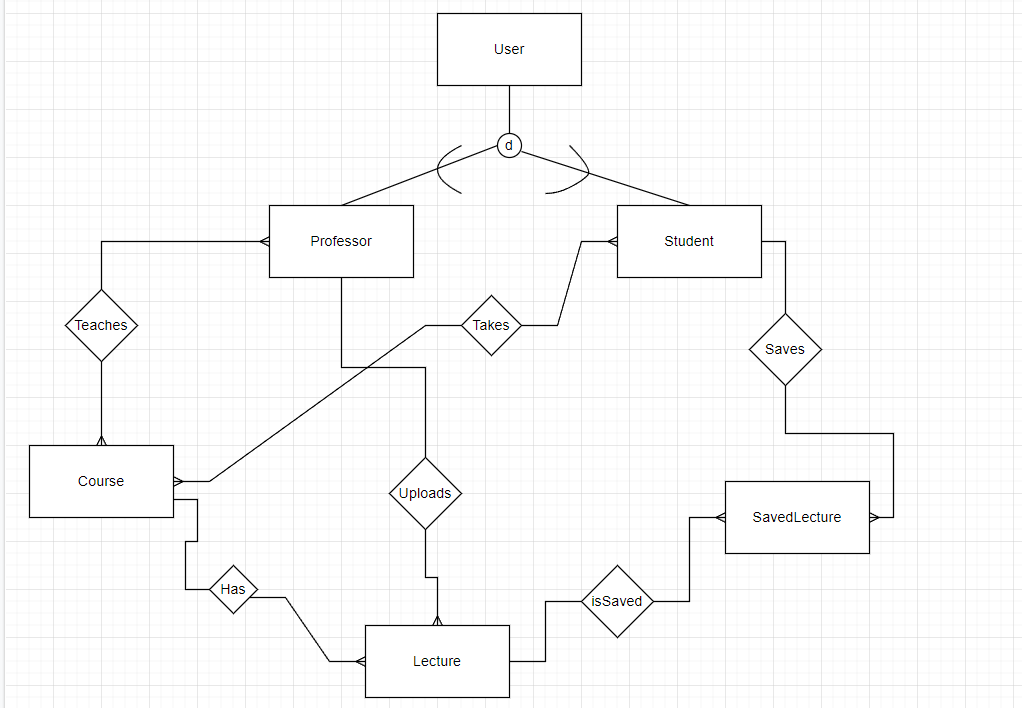 User
d
Professor
Student
Teaches
Takes
Saves
Course
Uploads
SavedLecture
Has
isSaved
Lecture